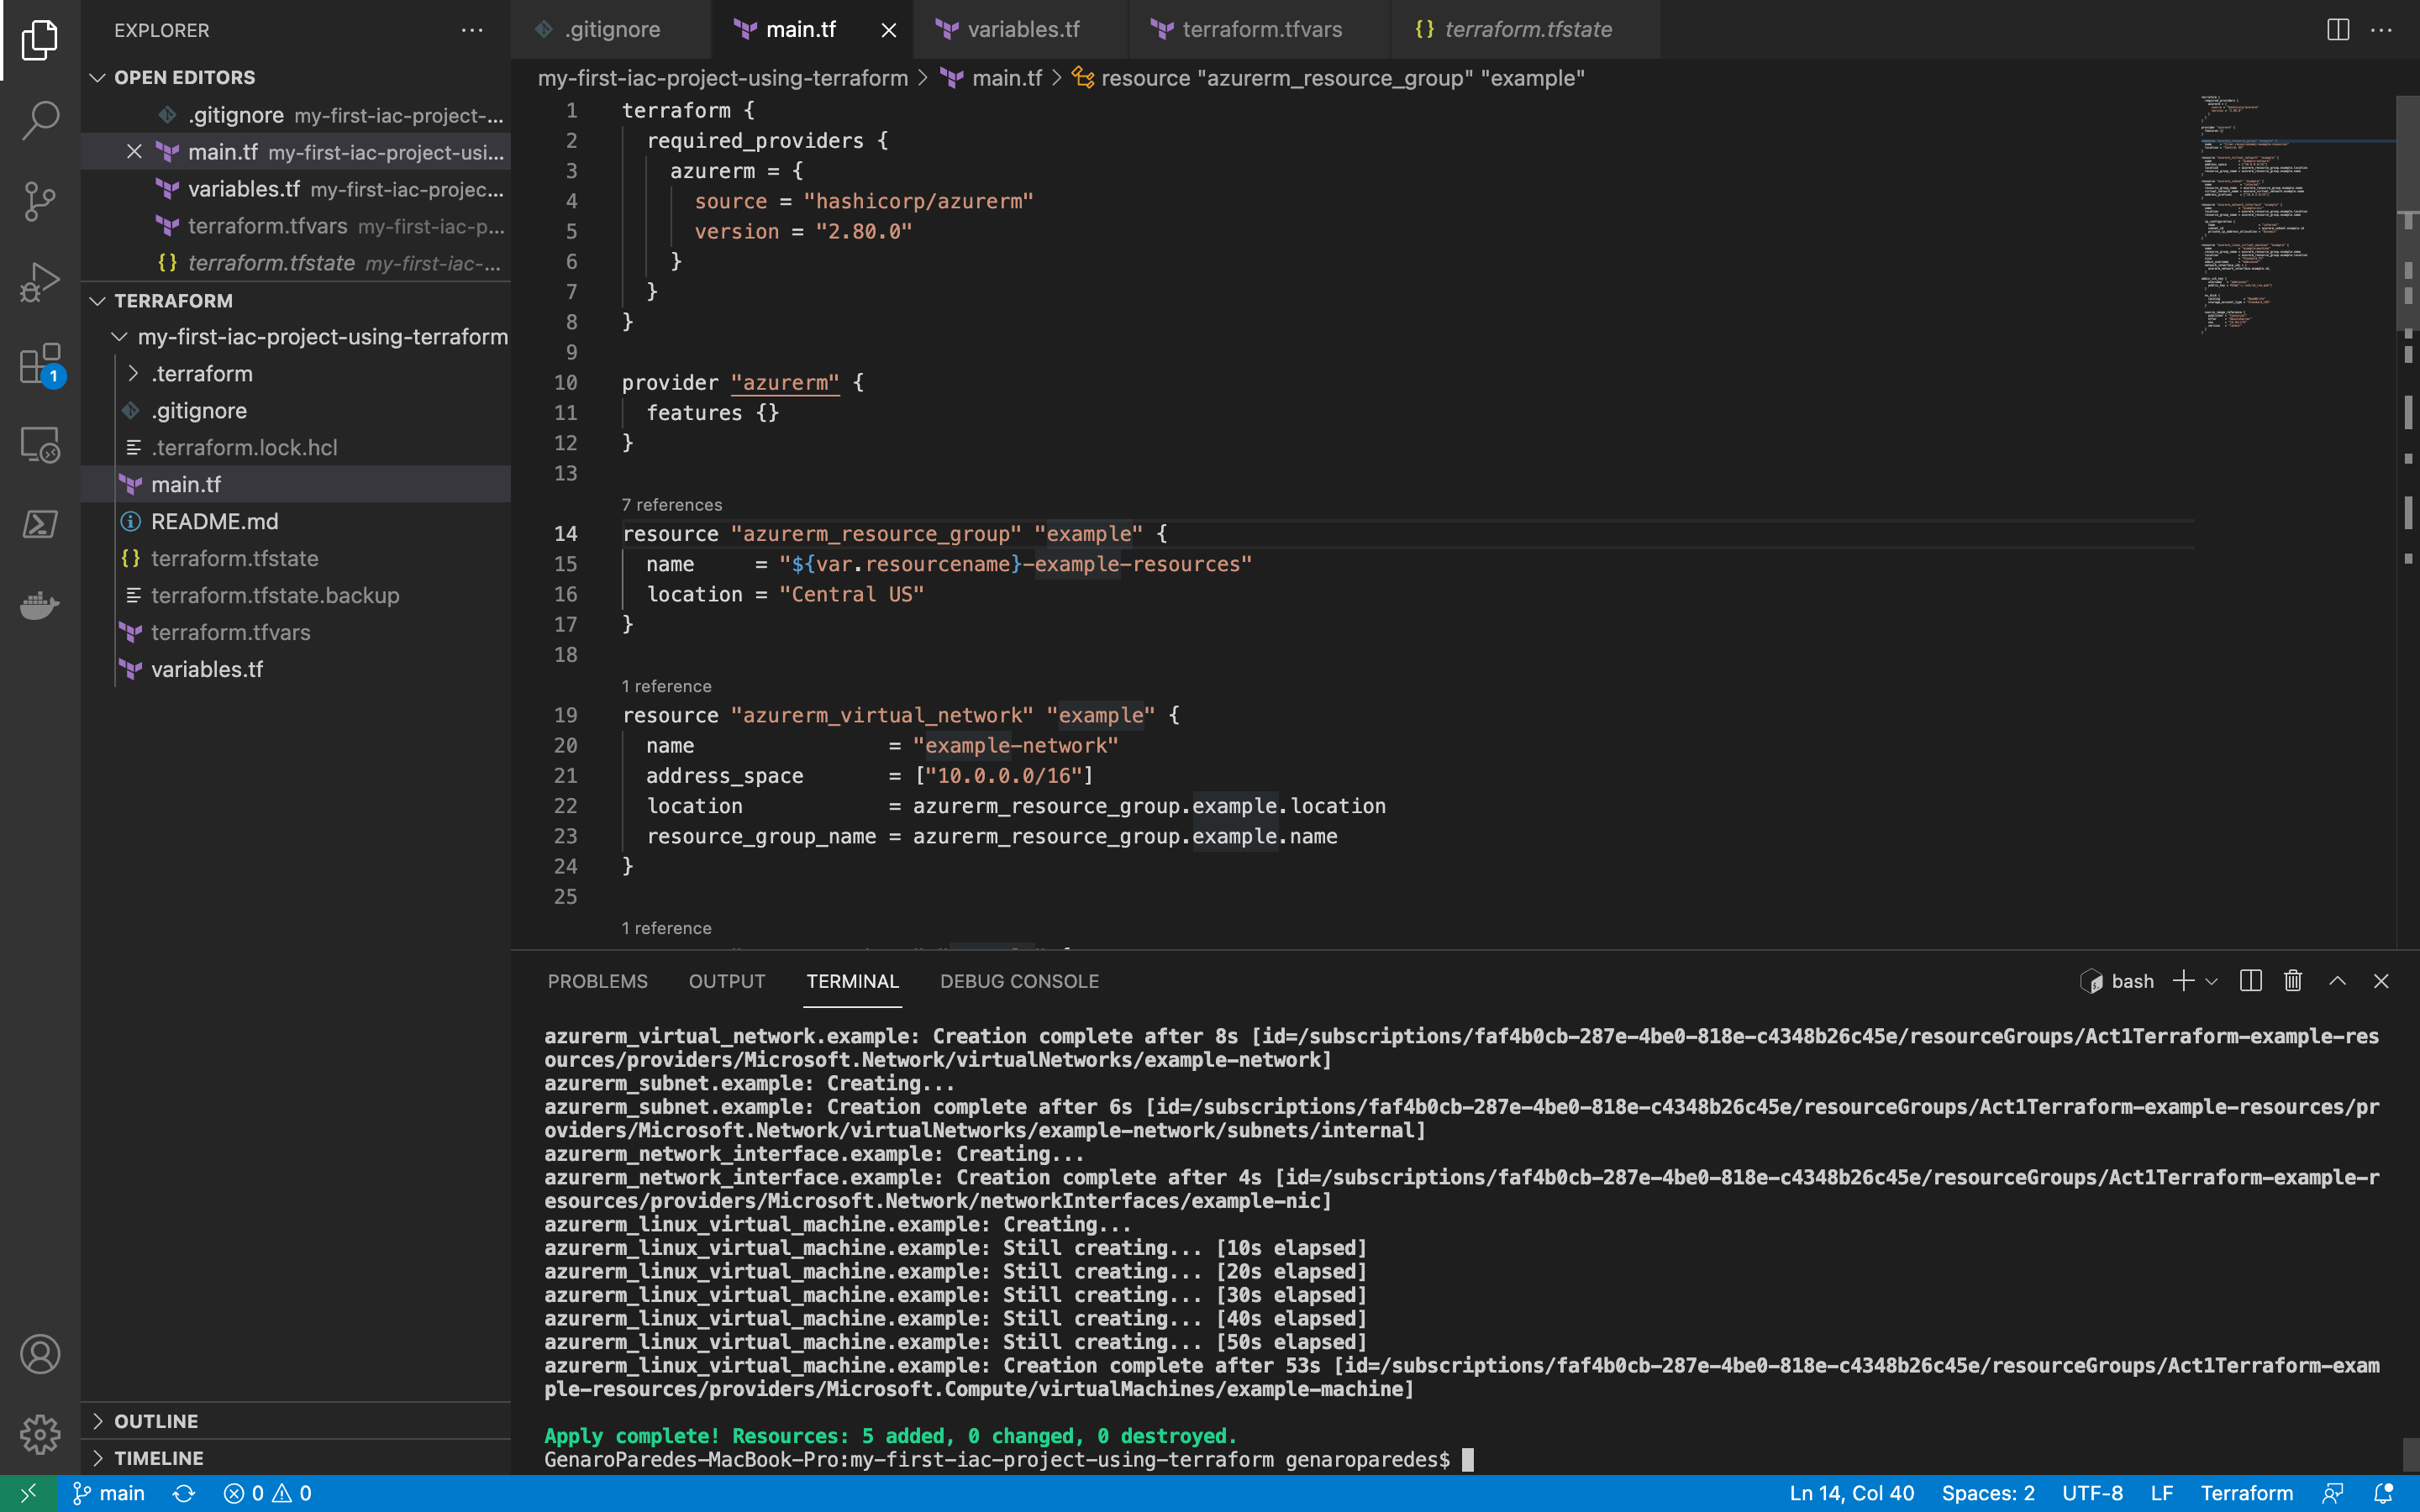 EXPLORER
OPEN EDITORS
.gitignore my-first-iac-project-...
main.tf my-first-iac-project-usi...
variables.tf my-first-iac-projec...
terraform.tfvars my-first-iac-p...
{} terraform.tfstate my-first-iac-...
TERRAFORM
my-first-iac-project-using-terraform
.terraform
.gitignore
.terraform.lock.hcl
main.tf
README.md
{} terraform.tfstate
terraform.tfstate.backup
terraform.tfvars
variables.tf
OUTLINE
TIMELINE
1
.gitignore main.tf variables.tf terraform.tfvars {} terraform.tfstate
my-first-iac-project-using-terraform > main.tf > resource "azurerm_resource_group" "example"
1 terraform {
2 required_providers {
3 azurerm = {
4 source = "hashicorp/azurerm"
5 version = "2.80.0"
6 }
7 }
8 }
9
10 provider "azurerm" {
11 features {}
12 }
13
7 references
14 resource "azurerm_resource_group" "example" {
15 name = "${var.resourcename}-example-resources"
16 location = "Central US"
17 }
18
1 reference
19 resource "azurerm_virtual_network" "example" {
20 name = "example-network"
21 address_space = ["10.0.0.0/16"]
22 location = azurerm_resource_group.example.location
23 resource_group_name = azurerm_resource_group.example.name
24 }
25
1 reference
PROBLEMS OUTPUT TERMINAL DEBUG CONSOLE bash
azurerm_virtual_network.example: Creation complete after 8s [id=/subscriptions/faf4b0cb-287e-4be0-818e-c4348b26c45e/resourceGroups/Act1Terraform-example-res
ources/providers/Microsoft.Network/virtualNetworks/example-network]
azurerm_subnet.example: Creating...
azurerm_subnet.example: Creation complete after 6s [id=/subscriptions/faf4b0cb-287e-4be0-818e-c4348b26c45e/resourceGroups/Act1Terraform-example-resources/pr
oviders/Microsoft.Network/virtualNetworks/example-network/subnets/internal]
azurerm_network_interface.example: Creating...
azurerm_network_interface.example: Creation complete after 4s [id=/subscriptions/faf4b0cb-287e-4be0-818e-c4348b26c45e/resourceGroups/Act1Terraform-example-r
esources/providers/Microsoft.Network/networkInterfaces/example-nic]
azurerm_linux_virtual_machine.example: Creating...
azurerm_linux_virtual_machine.example: Still creating... [10s elapsed]
azurerm_linux_virtual_machine.example: Still creating... [20s elapsed]
azurerm_linux_virtual_machine.example: Still creating... [30s elapsed]
azurerm_linux_virtual_machine.example: Still creating... [40s elapsed]
azurerm_linux_virtual_machine.example: Still creating... [50s elapsed]
azurerm_linux_virtual_machine.example: Creation complete after 53s [id=/subscriptions/faf4b0cb-287e-4be0-818e-c4348b26c45e/resourceGroups/Act1Terraform-exam
ple-resources/providers/Microsoft.Compute/virtualMachines/example-machine]
Apply complete! Resources: 5 added, 0 changed, 0 destroyed.
GenaroParedes-MacBook-Pro:my-first-iac-project-using-terraform genaroparedes$
main 0 0 Ln 14, Col 40 Spaces: 2 UTF-8 LF Terraform